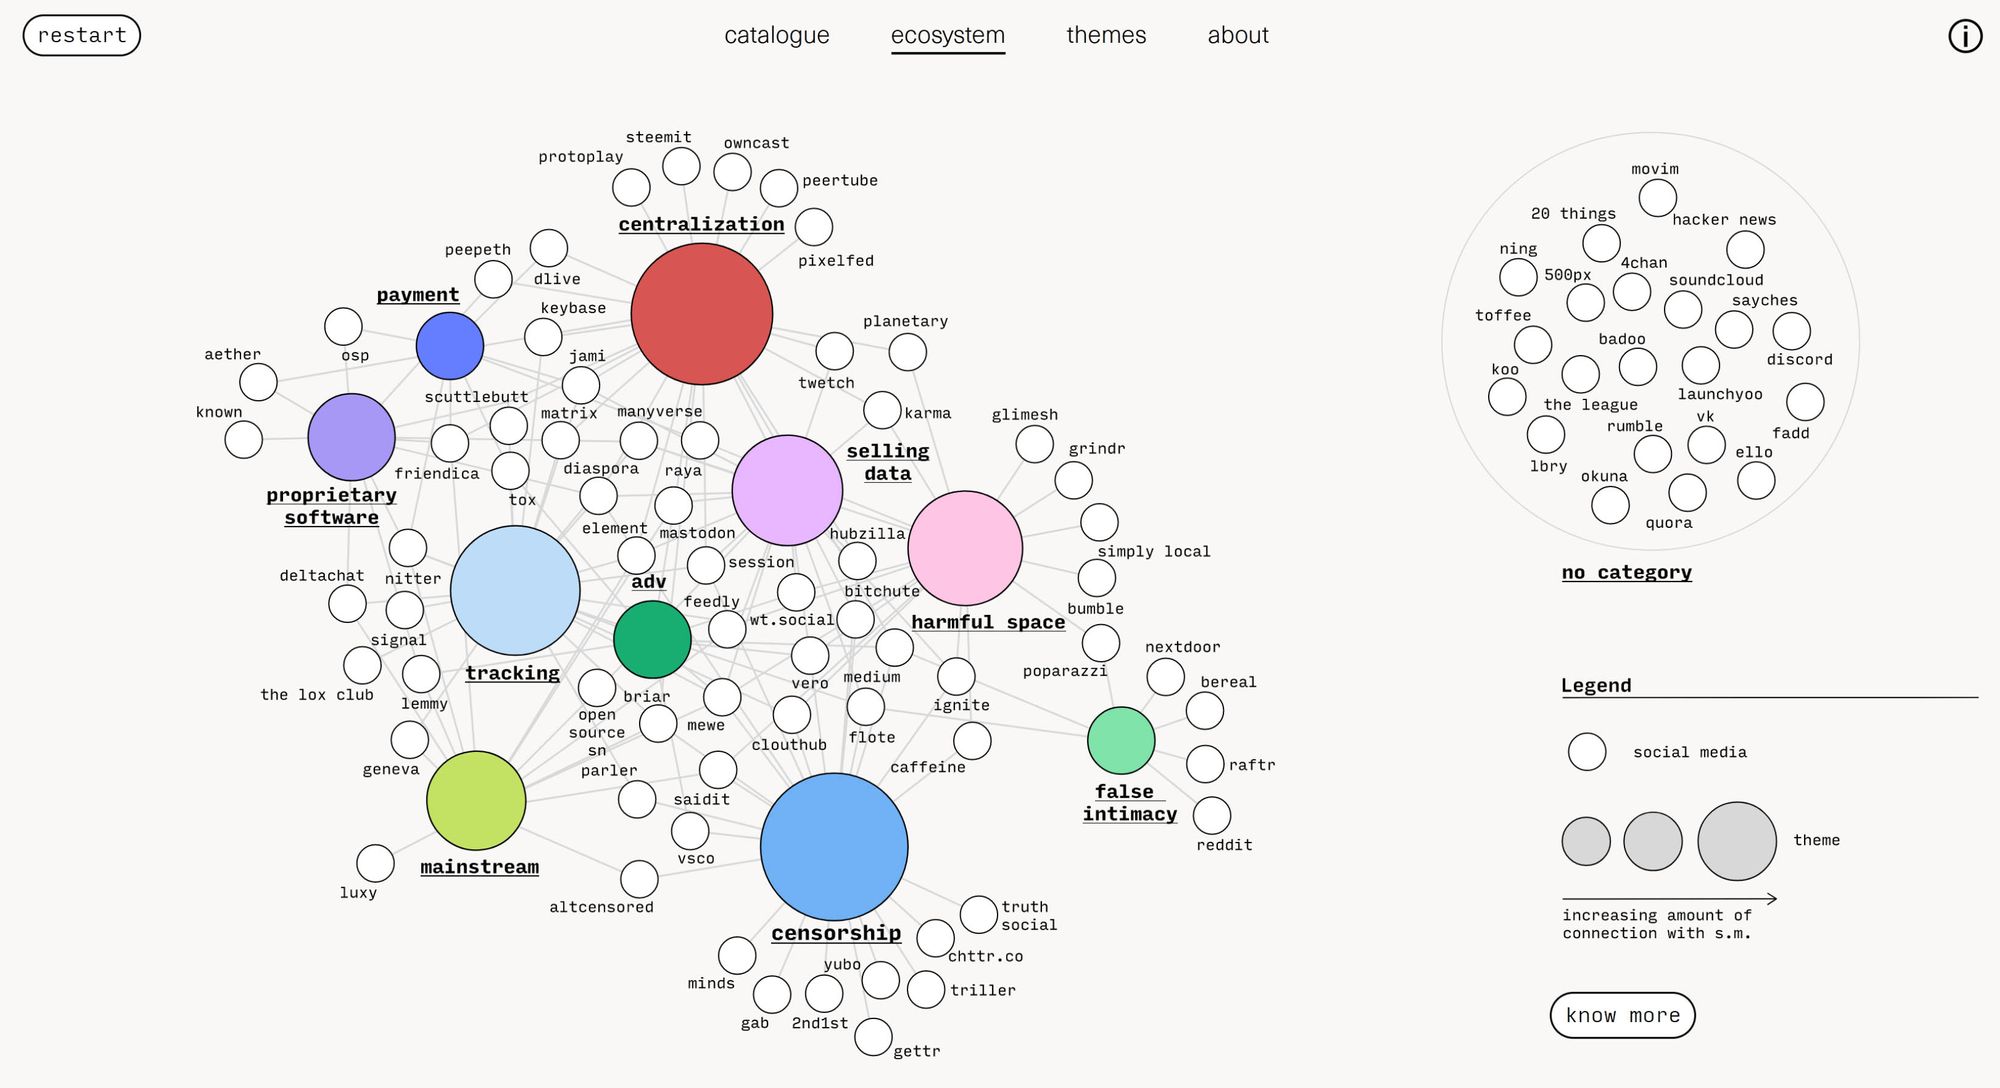 restart
catalogue
ecosystem
themes
about
steemit
owncast
protoplay
peertube
centralization
peepeth
pixelfed
dlive
payment
keybase
planetary
aether
osp
jami
twetch
scuttlebutt
known
matrix
manyverse
karma
glimesh
grindr
selling
data
friendica
diaspora
raya
proprietary
software
tox
element
mastodon
hubzilla
simply local
session
deltachat
nitter
adv
bitchute
feedly
bumble
wt.social
harmful space
signal
tracking
poparazzi
nextdoor
medium
vero
bereal
the lox club
lemmy
briar
ignite
open
source
sn
mewe
flote
clouthub
geneva
parler
caffeine
raftr
saidit
false
intimacy
reddit
vsco
mainstream
luxy
altcensored
truth
social
censorship
chttr.co
yubo
minds
triller
gab
2nd1st
gettr
movim
20 things
hacker news
ning
4chan
500px
soundcloud
sayches
toffee
badoo
discord
koo
launchyoo
the league
vk
rumble
fadd
lbry
ello
okuna
quora
no category
Legend
social media
theme
increasing amount of
connection with s.m.
know more